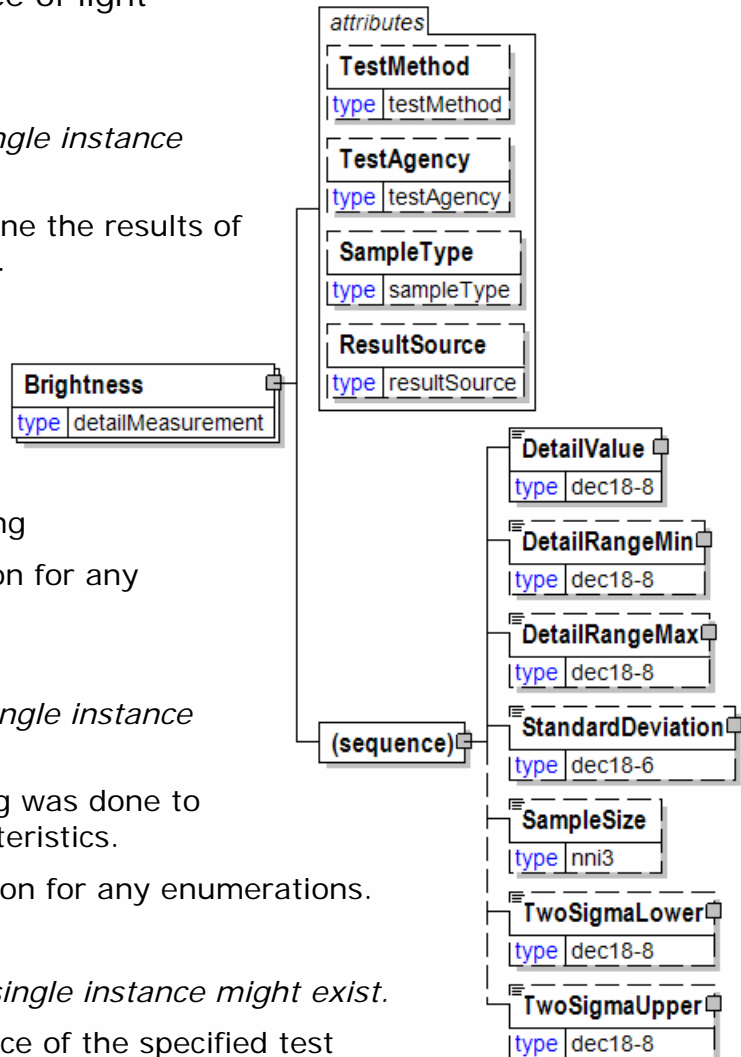 ce of light
ngle instance
ne the results of
.
ng
on for any
ngle instance
g was done to
teristics.
on for any enumerations.
single instance might exist.
ce of the specified test
attributes
TestMethod
type testMethod
TestAgency
type testAgency
SampleType
type sampleType
ResultSource
type resultSource
Brightness
type detailMeasurement
(sequence)
DetailValue
type dec18-8
DetailRangeMin
type dec18-8
DetailRangeMax
type dec18-8
StandardDeviation
type dec18-6
SampleSize
type nni3
TwoSigmaLower
type dec18-8
TwoSigmaUpper
type dec18-8